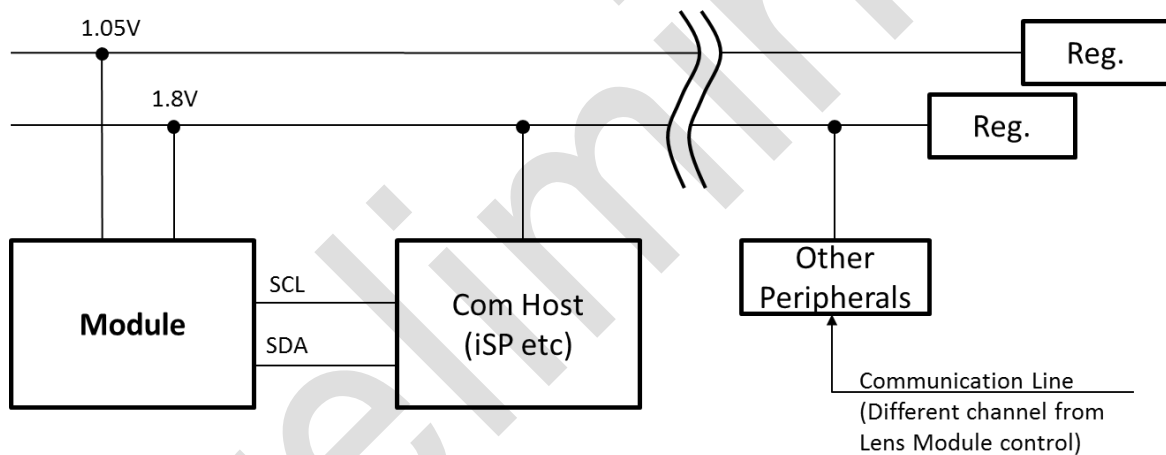 1.05V
Reg.
1.8V
Reg.
Module
SCL
SDA
Com Host
(iSP etc)
Other
Peripherals
Communication Line
(Different channel from
Lens Module control)
elimin